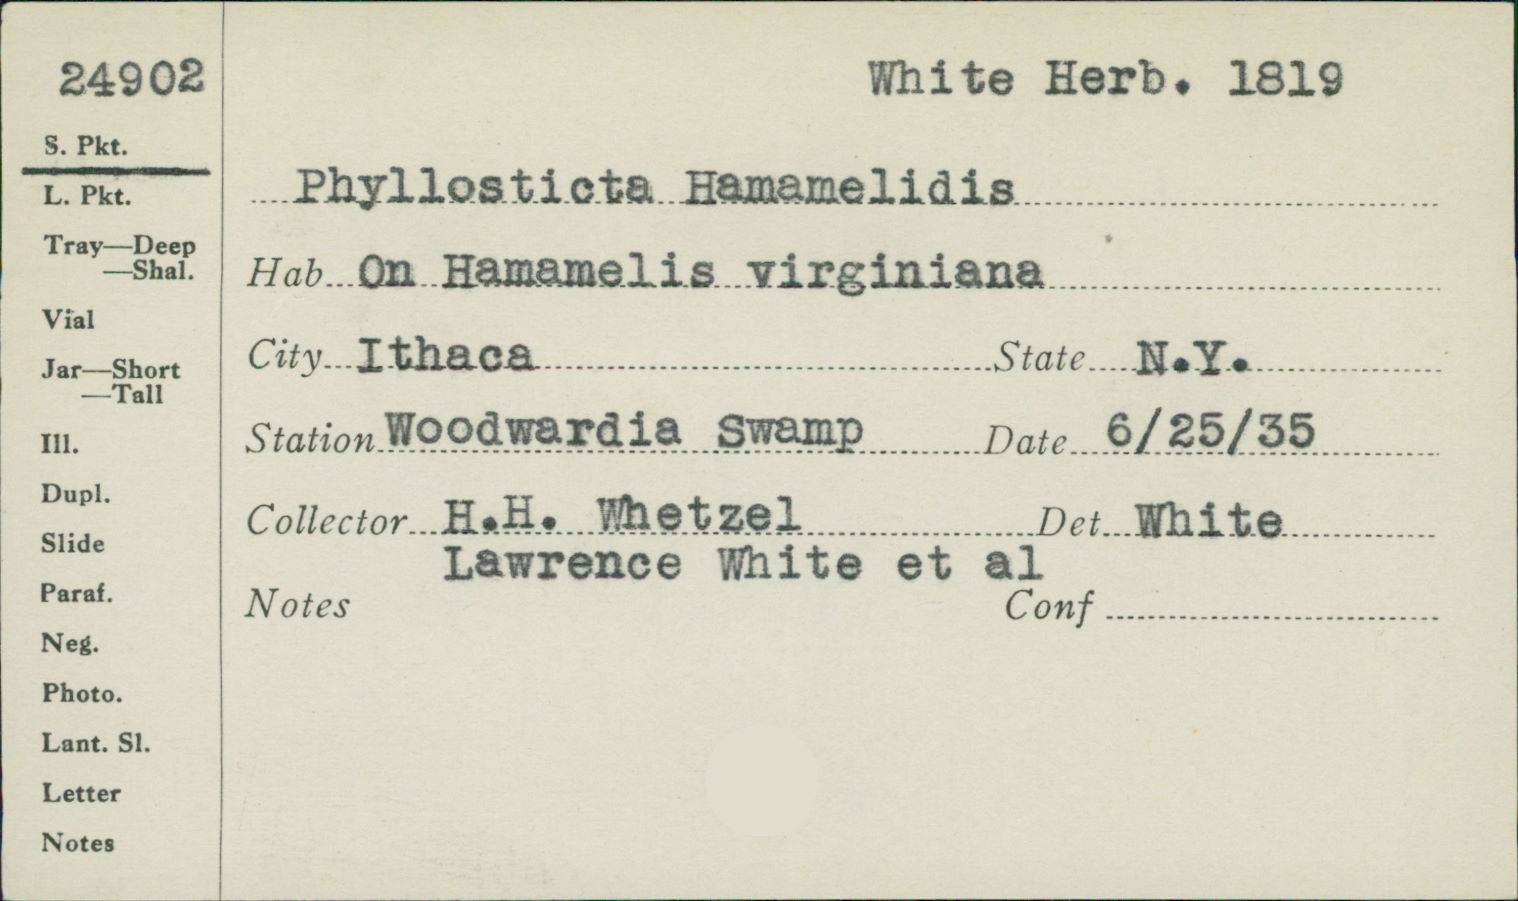 24902
White Herb. 1819
S. Pkt.
L. Pkt.
Tray—Deep
—Shal.
Vial
Jar—Short
—Tall
Ill.
Dupl.
Slide
Paraf.
Neg.
Photo.
Lant. Sl.
Letter
Notes
Phyllosticta Hamamelidis
Hab On Hamamelis virginiana
City Ithaca State N.Y.
Station Woodwardia Swamp Date 6/25/35
Collector H.H. Whetzel Det White
Lawrence White et al
Notes Conf